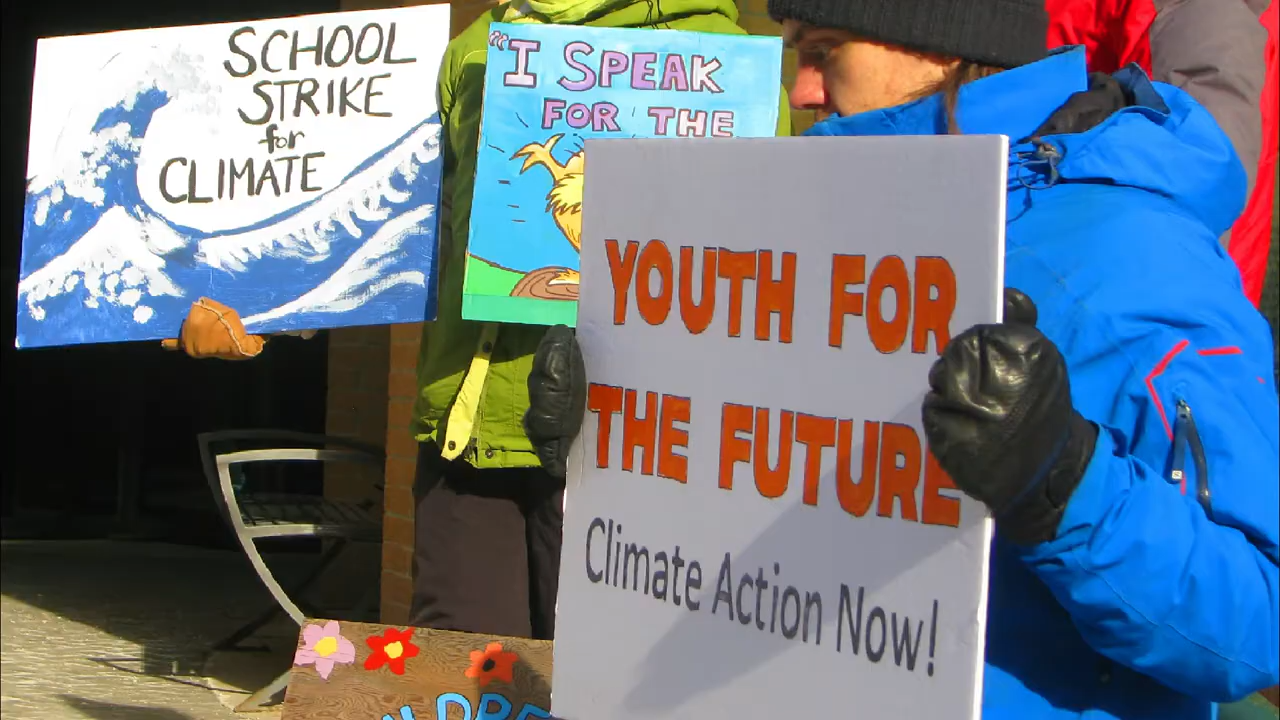 SCHOOL
STRIKE
for
CLIMATE
"I SPEAK
FOR THE
YOUTH FOR
THE FUTURE
Climate Action Now!